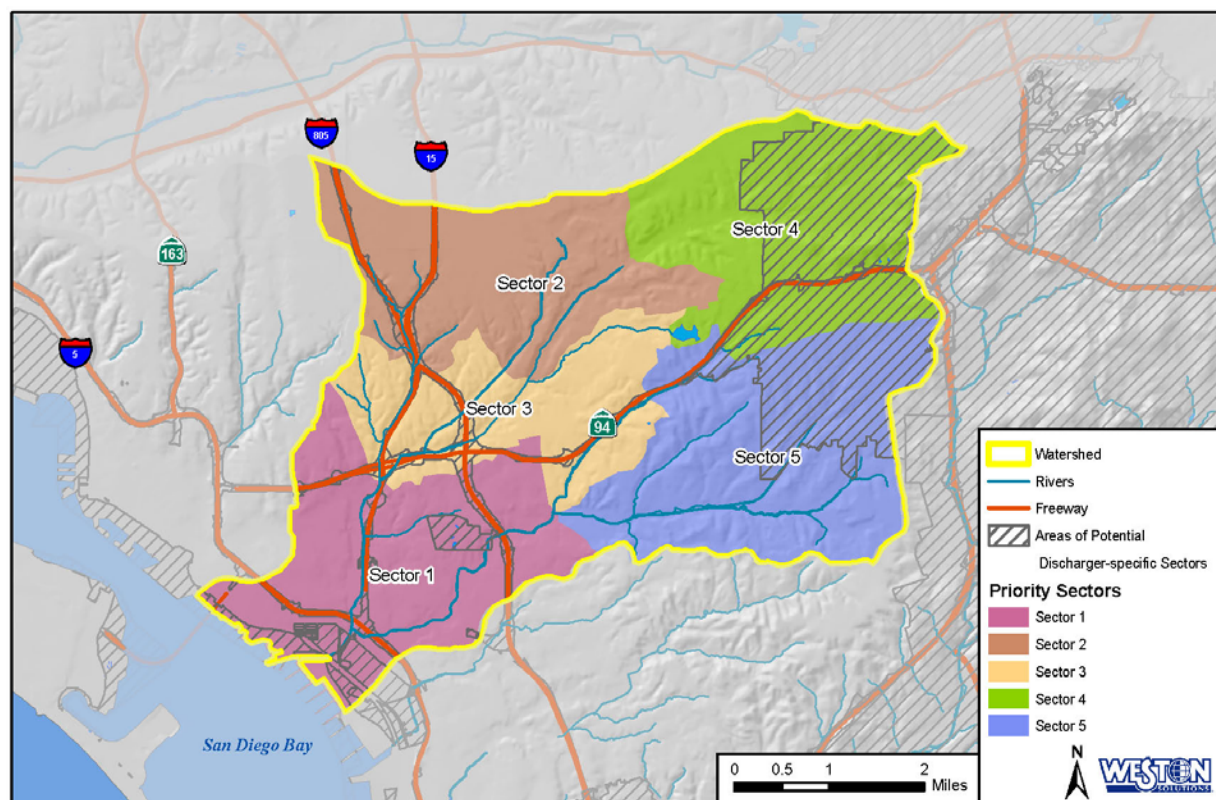 805
15
163
5
Sector 4
Sector 2
Sector 3
94
Sector 5
Sector 1
San Diego Bay
Watershed
Rivers
Freeway
Areas of Potential
Discharger-specific Sectors
Priority Sectors
Sector 1
Sector 2
Sector 3
Sector 4
Sector 5
0 0.5 1 2
Miles
N
WESTON
SOLUTIONS